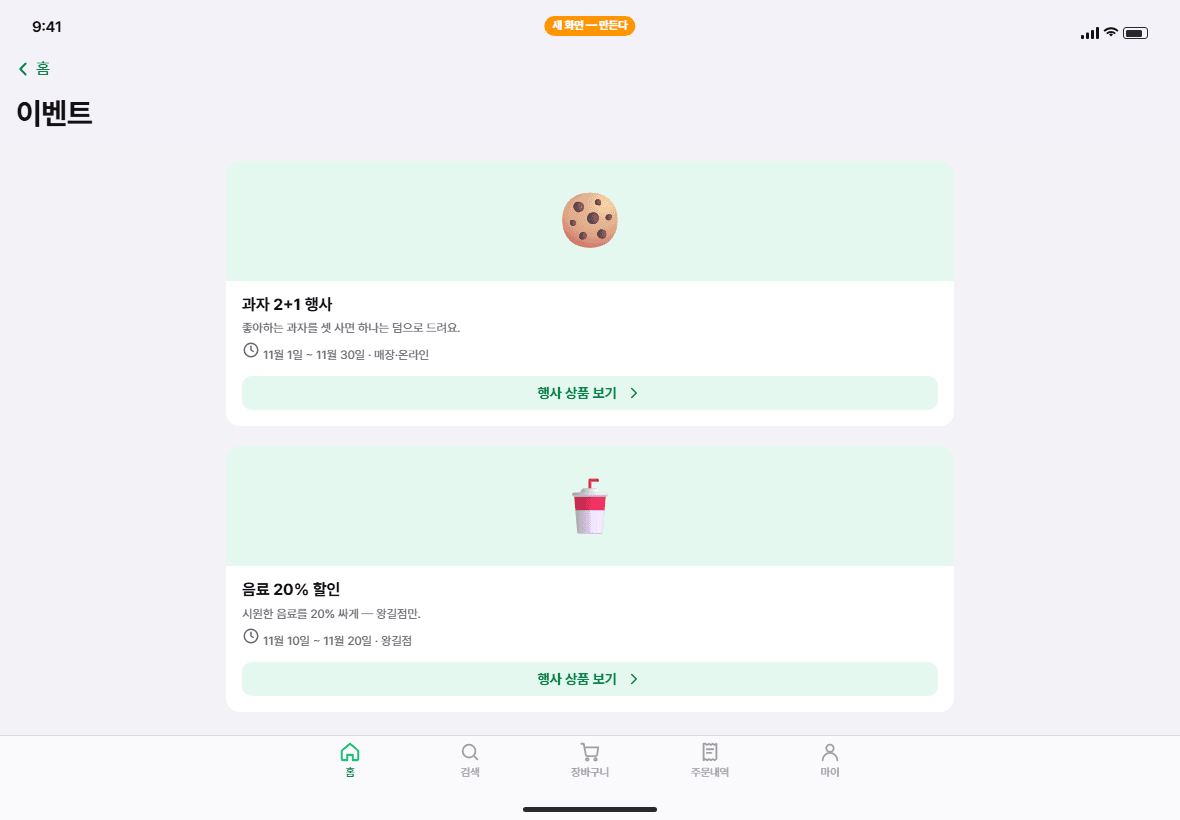 9:41
새 화면 — 만든다
홈
이벤트
과자 2+1 행사
좋아하는 과자를 셋 사면 하나는 덤으로 드려요.
11월 1일 ~ 11월 30일 · 매장·온라인
행사 상품 보기
음료 20% 할인
시원한 음료를 20% 싸게 — 왕길점만.
11월 10일 ~ 11월 20일 · 왕길점
행사 상품 보기
홈
검색
장바구니
주문내역
마이